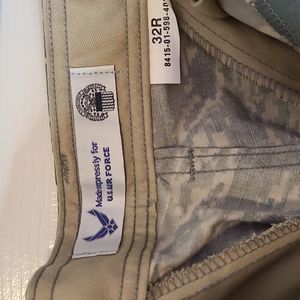 32R
8415-01-598-40
Made expressly for
U.S. AIR FORCE